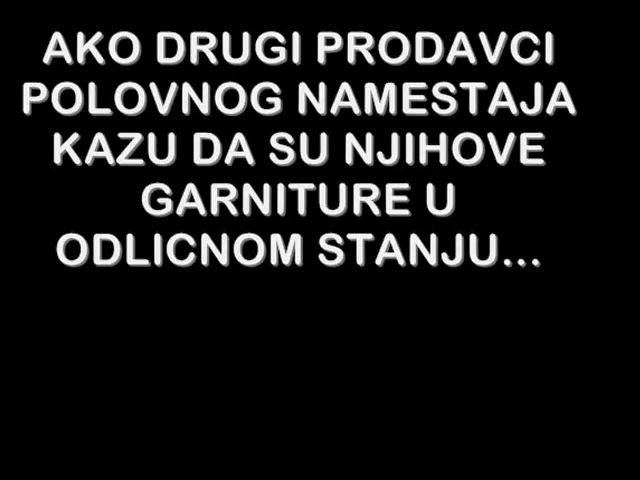 AKO DRUGI PRODAVCI
POLOVNOG NAMESTAJA
KAZU DA SU NJIHOVE
GARNITURE U
ODLICNOM STANJU...